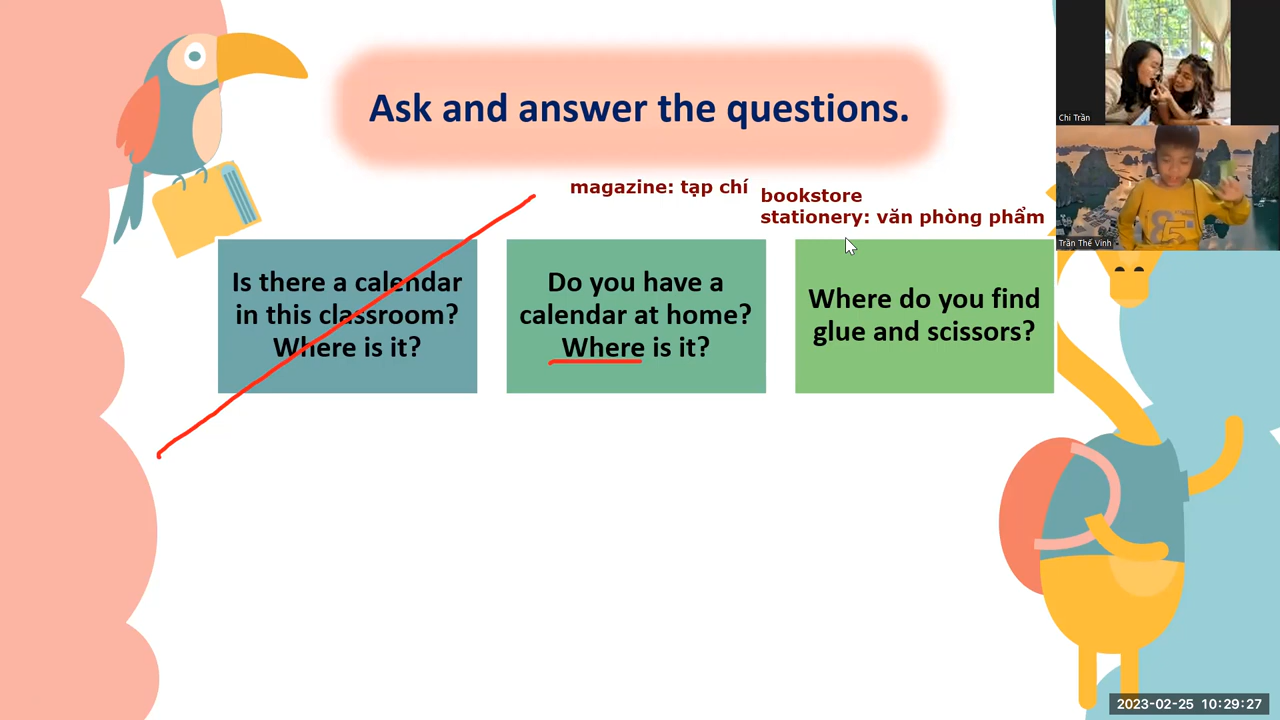 Ask and answer the questions.
magazine: tạp chí
bookstore
stationery: văn phòng phẩm
Is there a calendar
in this classroom?
Where is it?
Do you have a
calendar at home?
Where is it?
Where do you find
glue and scissors?
Chi Trần
Trần Thế Vinh
2023-02-25 10:29:27